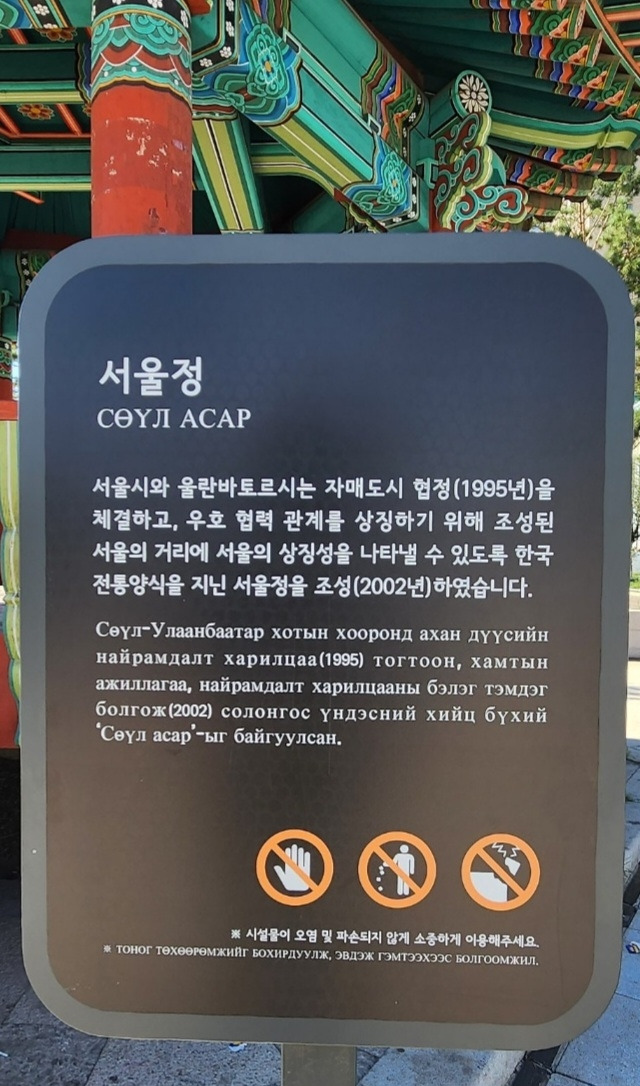 서울정
СӨҮЛ АСАР
서울시와 울란바토르시는 자매도시 협정(1995년)을
체결하고, 우호 협력 관계를 상징하기 위해 조성된
서울의 거리에 서울의 상징성을 나타낼 수 있도록 한국
전통양식을 지닌 서울정을 조성(2002년)하였습니다.
Сөүл-Улаанбаатар хотын хооронд ахан дүүсийн
найрамдалт харилцаа(1995) тогтоон, хамтын
ажиллагаа, найрамдалт харилцааны бэлэг тэмдэг
болгож(2002) солонгос үндэсний хийц бүхий
‘Сөүл асар’-ыг байгуулсан.
※ 시설물이 오염 및 파손되지 않게 소중하게 이용해주세요.
※ ТОНОГ ТӨХӨӨРӨМЖИЙГ БОХИРДУУЛЖ, ЭВДЭЖ ГЭМТЭЭХЭЭС БОЛГООМЖИЛ.